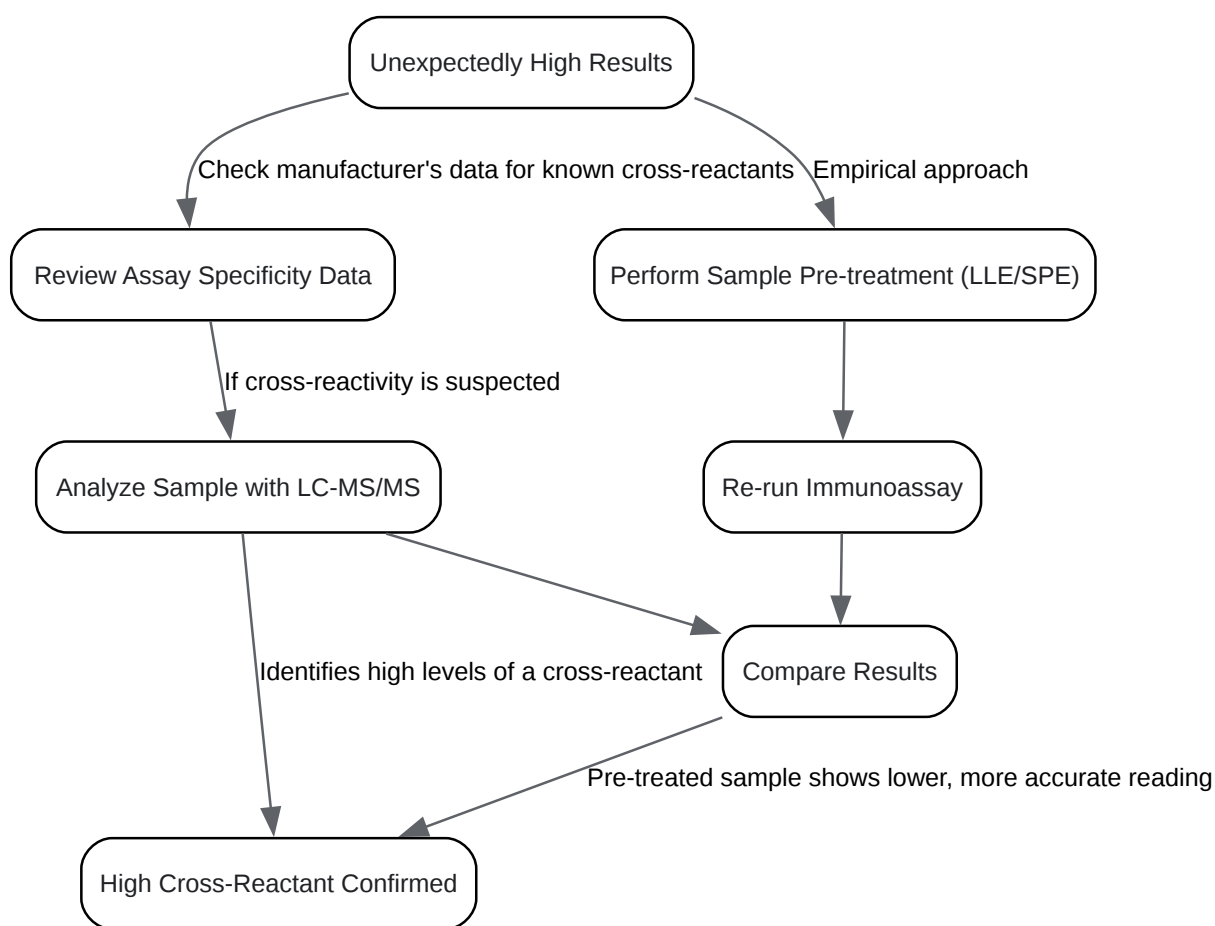 Unexpectedly High Results
Check manufacturer's data for known cross-reactants
Empirical approach
Review Assay Specificity Data
Perform Sample Pre-treatment (LLE/SPE)
If cross-reactivity is suspected
Analyze Sample with LC-MS/MS
Re-run Immunoassay
Identifies high levels of a cross-reactant
Compare Results
Pre-treated sample shows lower, more accurate reading
High Cross-Reactant Confirmed